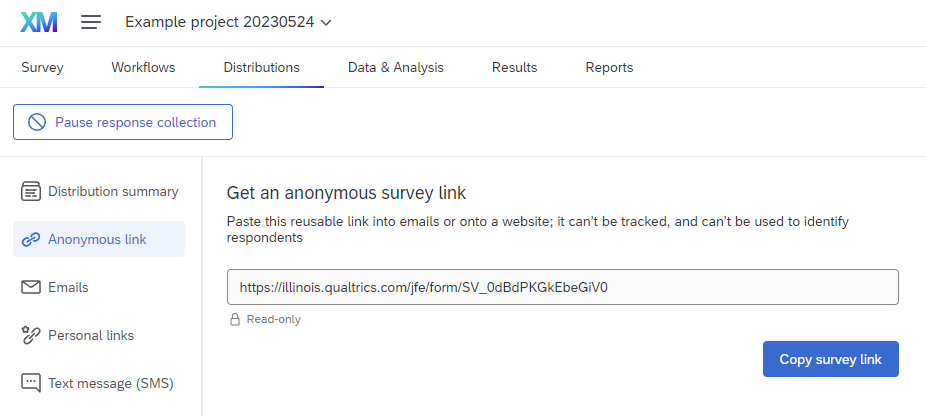 XM
Example project 20230524
Survey Workflows Distributions Data & Analysis Results Reports
Pause response collection
Distribution summary
Anonymous link
Emails
Personal links
Text message (SMS)
Get an anonymous survey link
Paste this reusable link into emails or onto a website; it can't be tracked, and can't be used to identify
respondents
https://illinois.qualtrics.com/jfe/form/SV_0dBdPKGkEbeGiV0
Read-only
Copy survey link